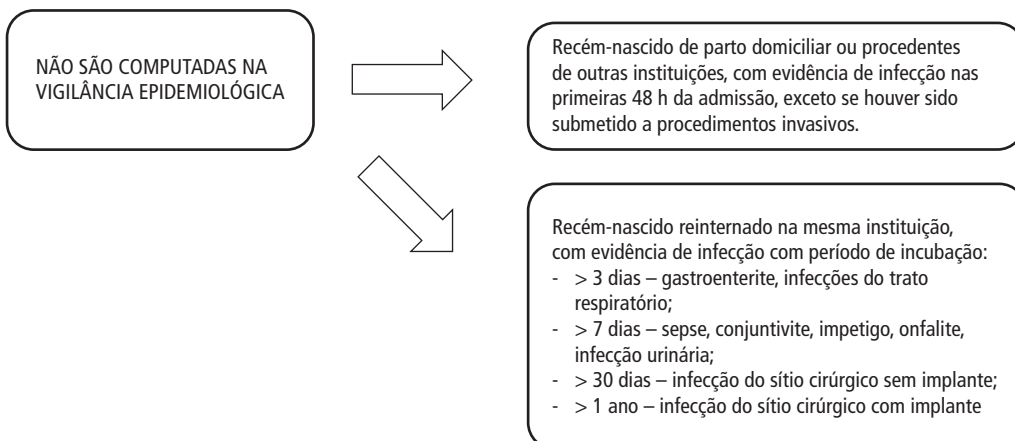 NÃO SÃO COMPUTADAS NA
VIGILÂNCIA EPIDEMIOLÓGICA
Recém-nascido de parto domiciliar ou procedentes
de outras instituições, com evidência de infecção nas
primeiras 48 h da admissão, exceto se houver sido
submetido a procedimentos invasivos.
Recém-nascido reinternado na mesma instituição,
com evidência de infecção com período de incubação:
- > 3 dias – gastroenterite, infecções do trato
respiratório;
- > 7 dias – sepse, conjuntivite, impetigo, onfalite,
infecção urinária;
- > 30 dias – infecção do sítio cirúrgico sem implante;
- > 1 ano – infecção do sítio cirúrgico com implante